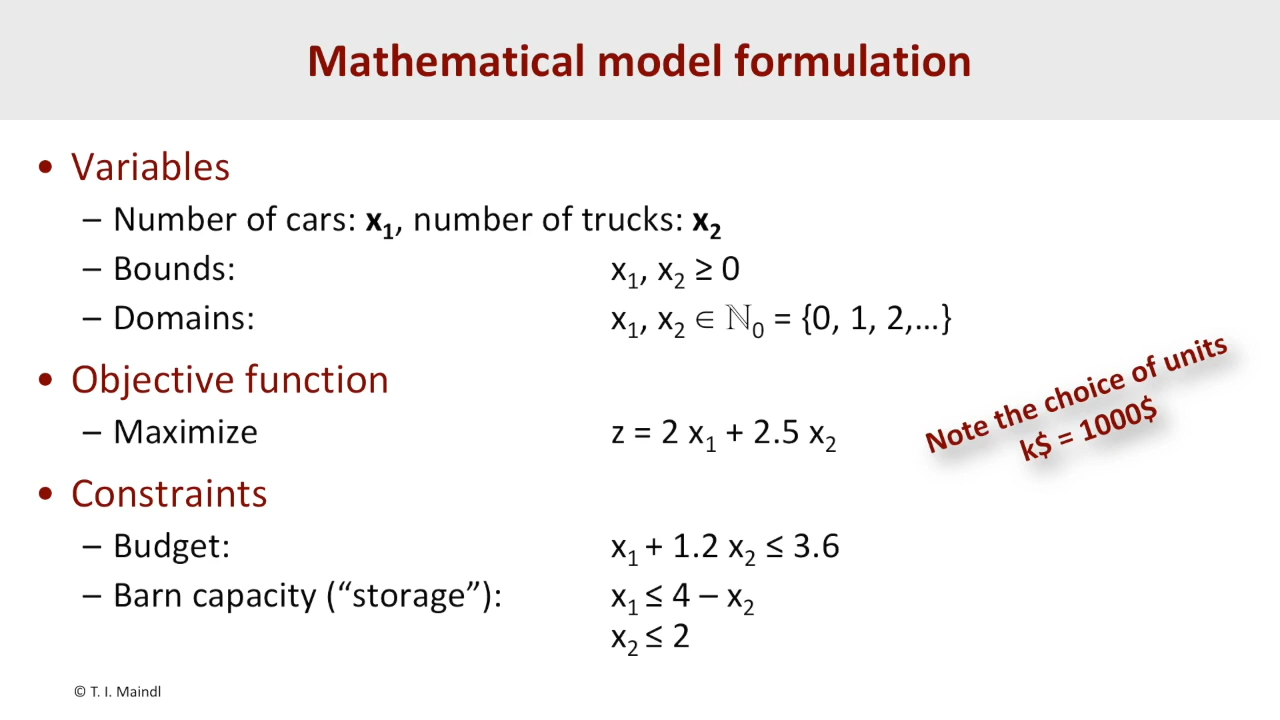 Mathematical model formulation
• Variables
– Number of cars: x₁, number of trucks: x₂
– Bounds: x₁, x₂ ≥ 0
– Domains: x₁, x₂ ∈ ℕ₀ = {0, 1, 2,…}
• Objective function
– Maximize z = 2 x₁ + 2.5 x₂
Note the choice of units
k$ = 1000$
• Constraints
– Budget: x₁ + 1.2 x₂ ≤ 3.6
– Barn capacity (“storage”): x₁ ≤ 4 – x₂
x₂ ≤ 2
© T. I. Maindl